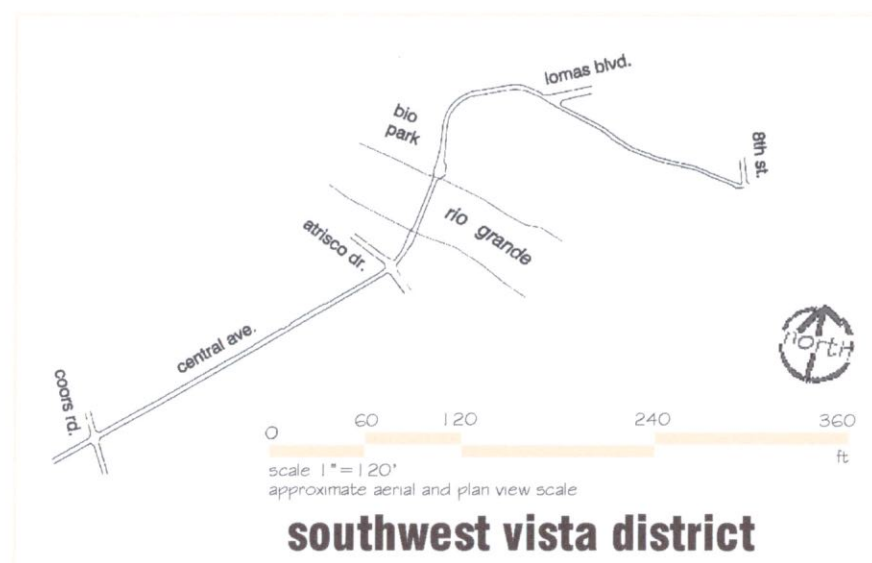 lomas blvd.
bio
park
8th st.
rio grande
atrisco dr.
central ave.
north
coors rd.
0 60 120 240 360
ft
scale 1"=120'
approximate aerial and plan view scale
southwest vista district